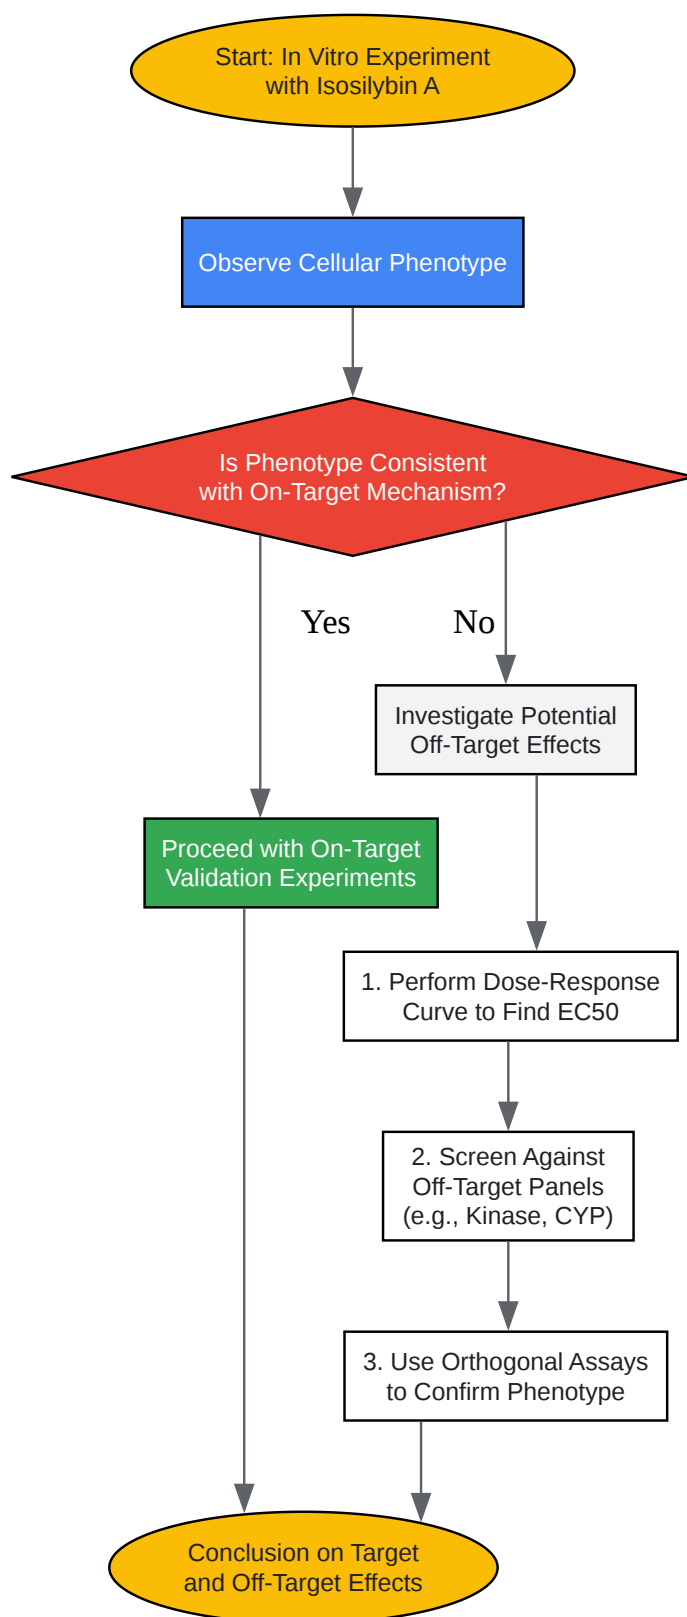 Start: In Vitro Experiment
with Isosilybin A
Observe Cellular Phenotype
Is Phenotype Consistent
with On-Target Mechanism?
Yes
No
Investigate Potential
Off-Target Effects
Proceed with On-Target
Validation Experiments
1. Perform Dose-Response
Curve to Find EC50
2. Screen Against
Off-Target Panels
(e.g., Kinase, CYP)
3. Use Orthogonal Assays
to Confirm Phenotype
Conclusion on Target
and Off-Target Effects